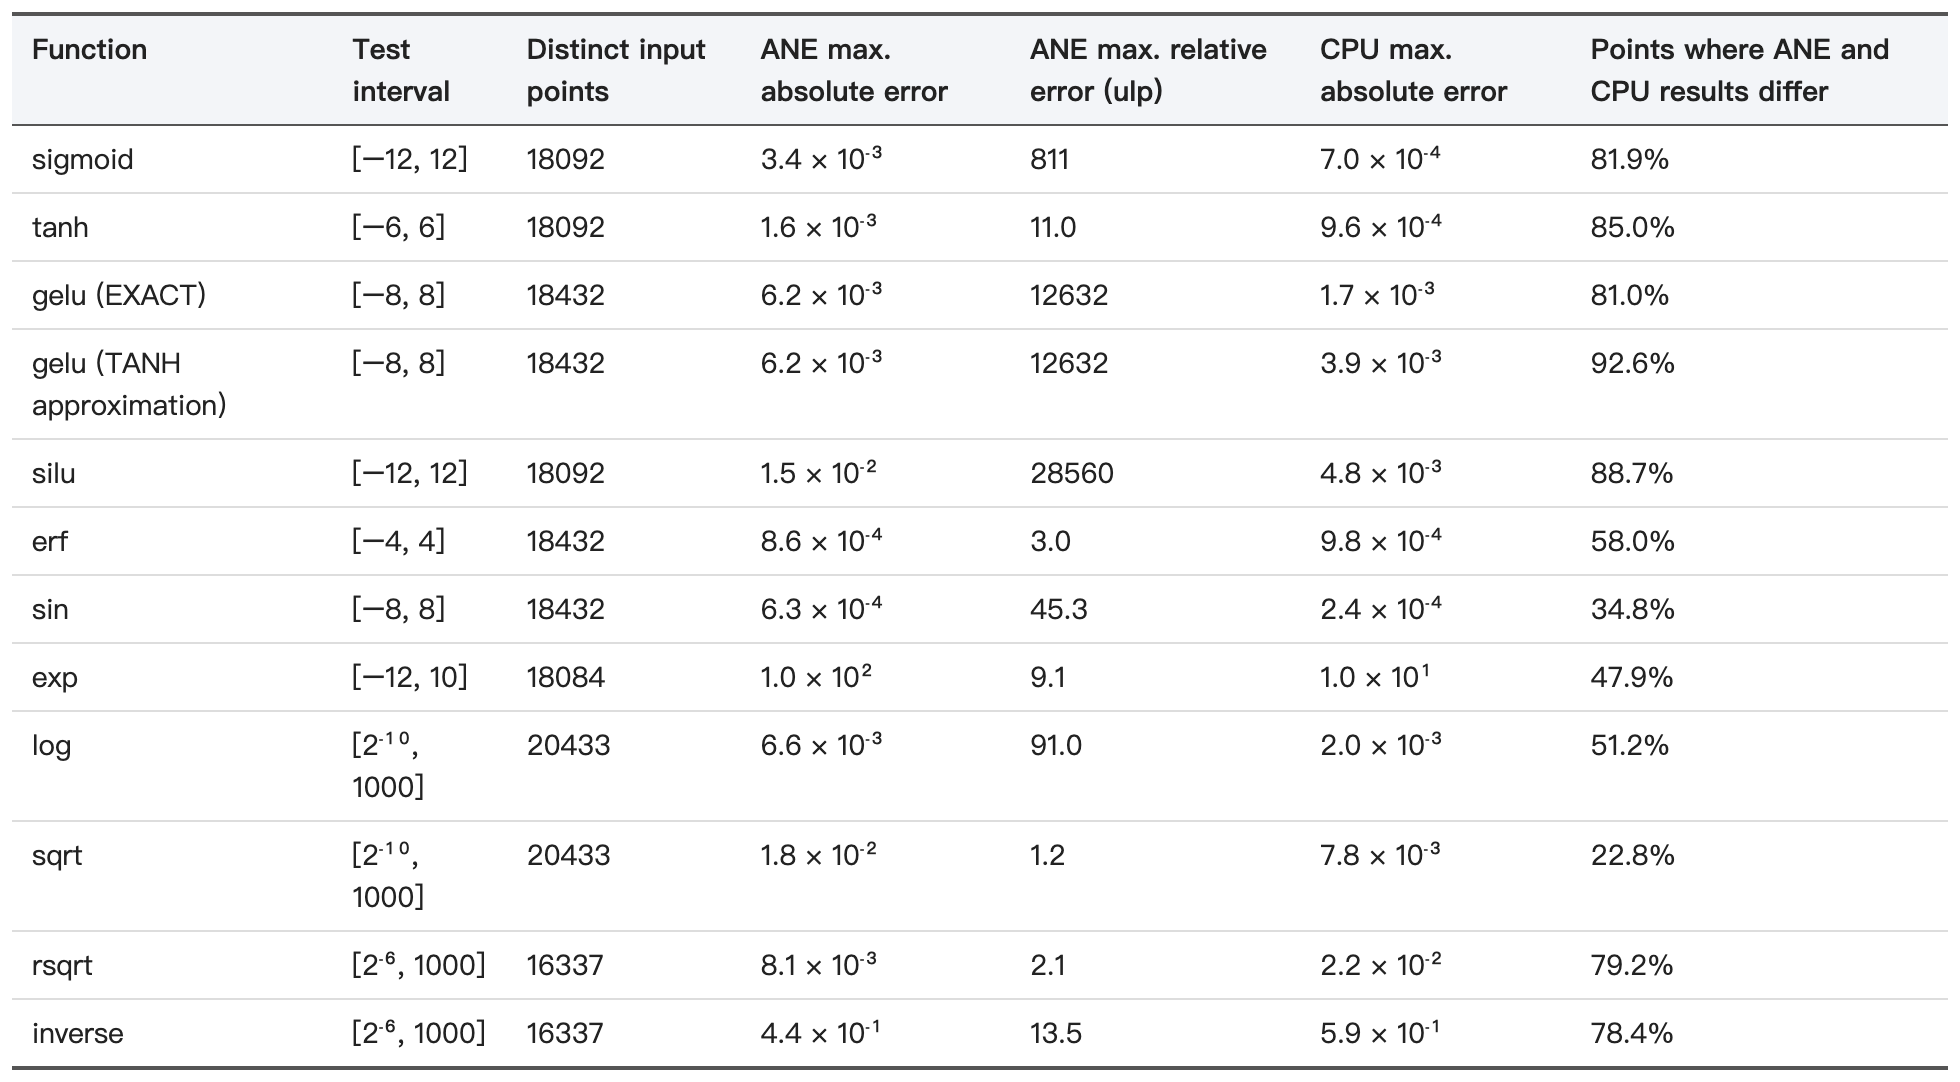 Function Test interval Distinct input points ANE max. absolute error ANE max. relative error (ulp) CPU max. absolute error Points where ANE and CPU results differ
sigmoid [−12, 12] 18092 3.4 × 10⁻³ 811 7.0 × 10⁻⁴ 81.9%
tanh [−6, 6] 18092 1.6 × 10⁻³ 11.0 9.6 × 10⁻⁴ 85.0%
gelu (EXACT) [−8, 8] 18432 6.2 × 10⁻³ 12632 1.7 × 10⁻³ 81.0%
gelu (TANH approximation) [−8, 8] 18432 6.2 × 10⁻³ 12632 3.9 × 10⁻³ 92.6%
silu [−12, 12] 18092 1.5 × 10⁻² 28560 4.8 × 10⁻³ 88.7%
erf [−4, 4] 18432 8.6 × 10⁻⁴ 3.0 9.8 × 10⁻⁴ 58.0%
sin [−8, 8] 18432 6.3 × 10⁻⁴ 45.3 2.4 × 10⁻⁴ 34.8%
exp [−12, 10] 18084 1.0 × 10² 9.1 1.0 × 10¹ 47.9%
log [2⁻¹⁰, 1000] 20433 6.6 × 10⁻³ 91.0 2.0 × 10⁻³ 51.2%
sqrt [2⁻¹⁰, 1000] 20433 1.8 × 10⁻² 1.2 7.8 × 10⁻³ 22.8%
rsqrt [2⁻⁶, 1000] 16337 8.1 × 10⁻³ 2.1 2.2 × 10⁻² 79.2%
inverse [2⁻⁶, 1000] 16337 4.4 × 10⁻¹ 13.5 5.9 × 10⁻¹ 78.4%